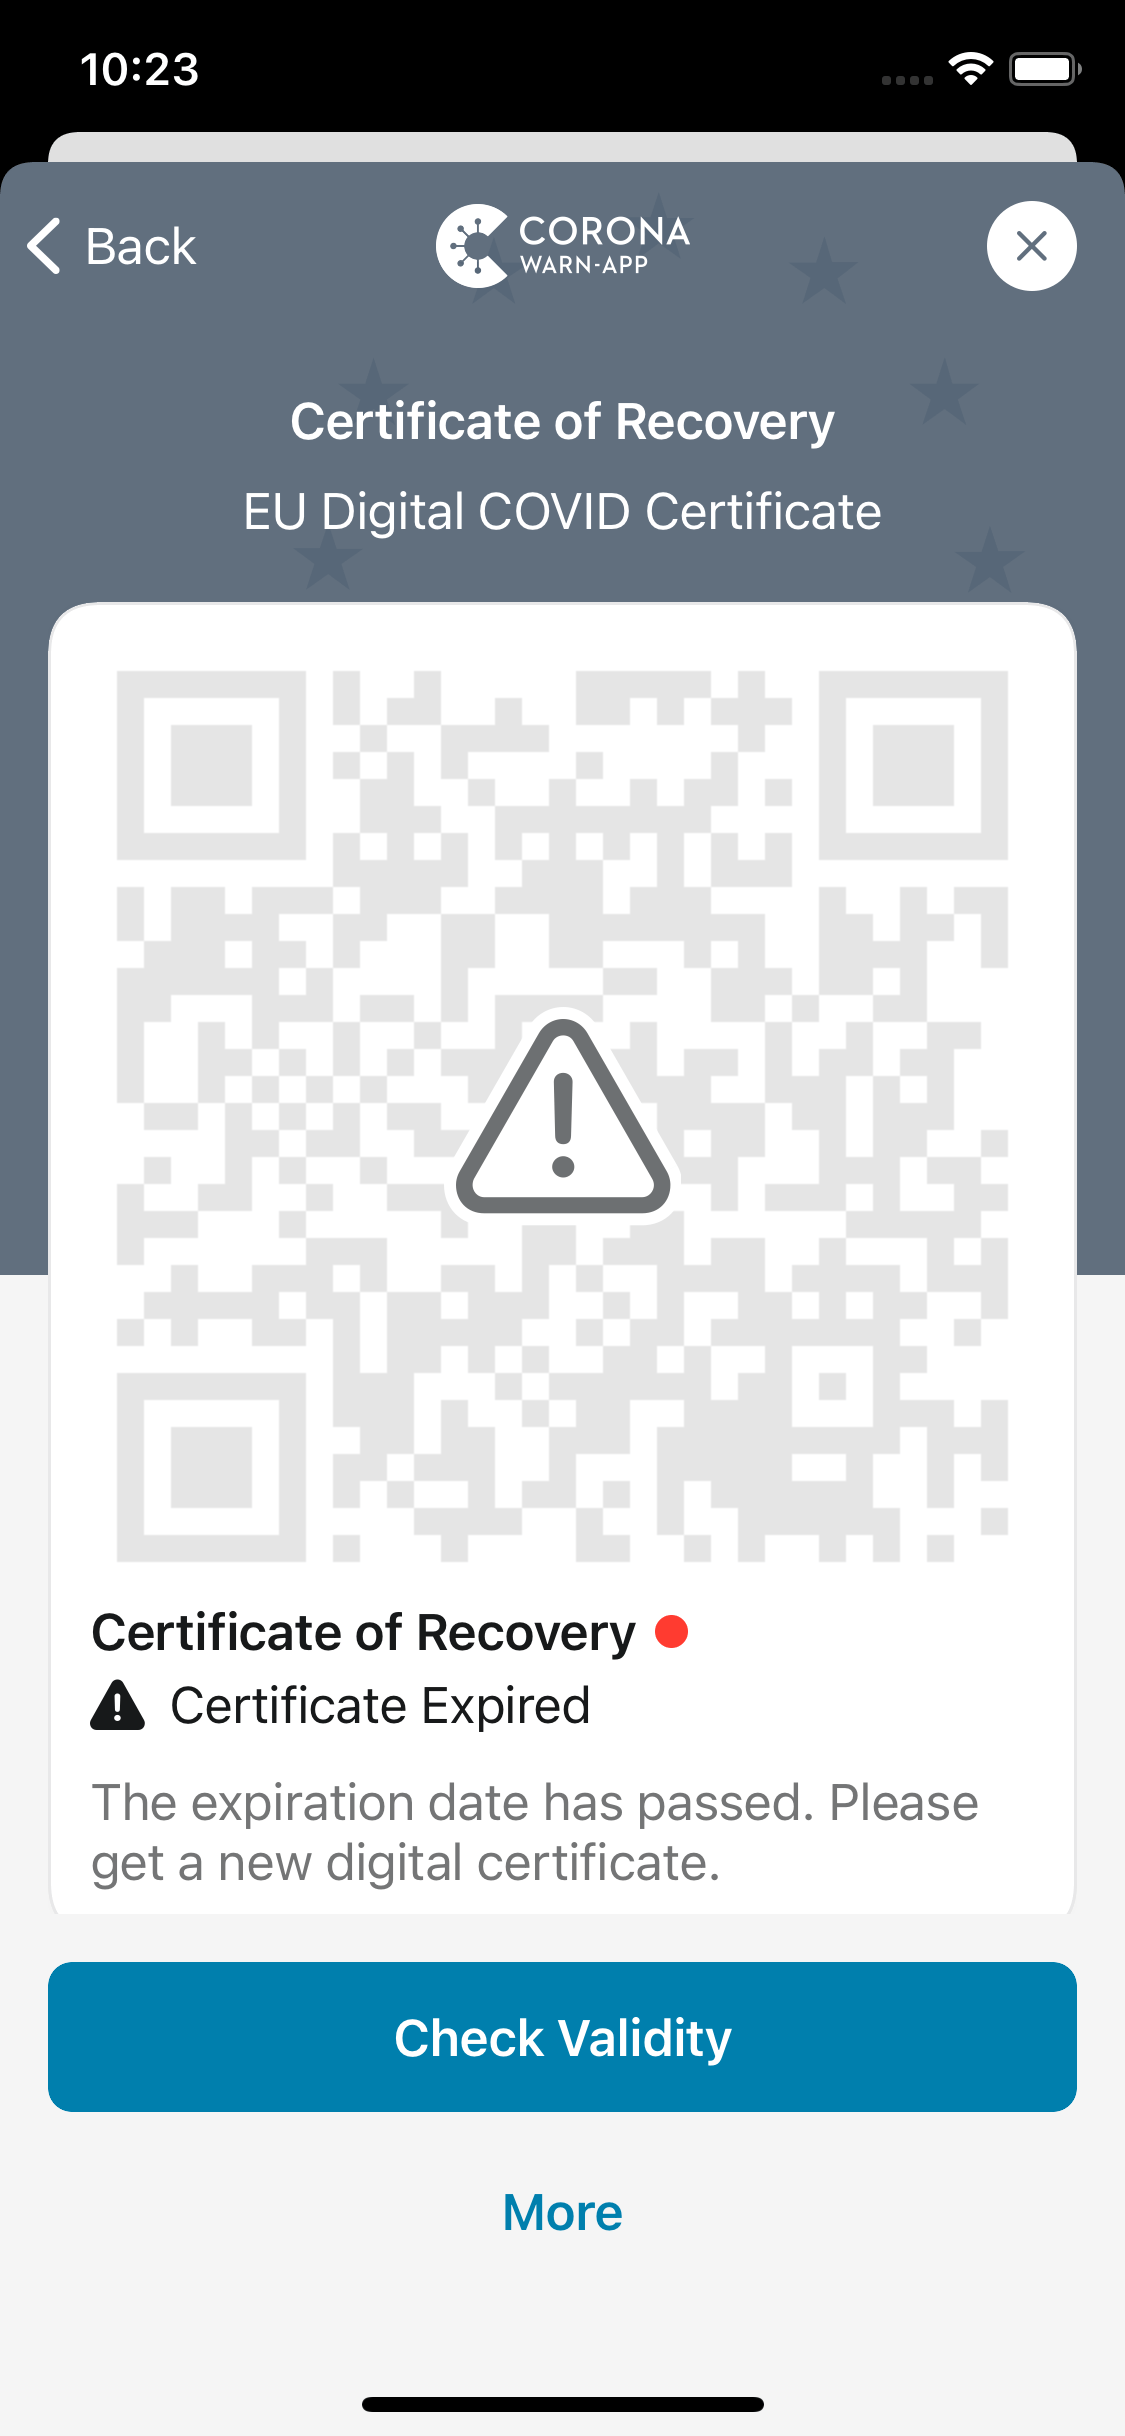 10:23
Back
CORONA
WARN-APP
Certificate of Recovery
EU Digital COVID Certificate
Certificate of Recovery
Certificate Expired
The expiration date has passed. Please
get a new digital certificate.
Check Validity
More